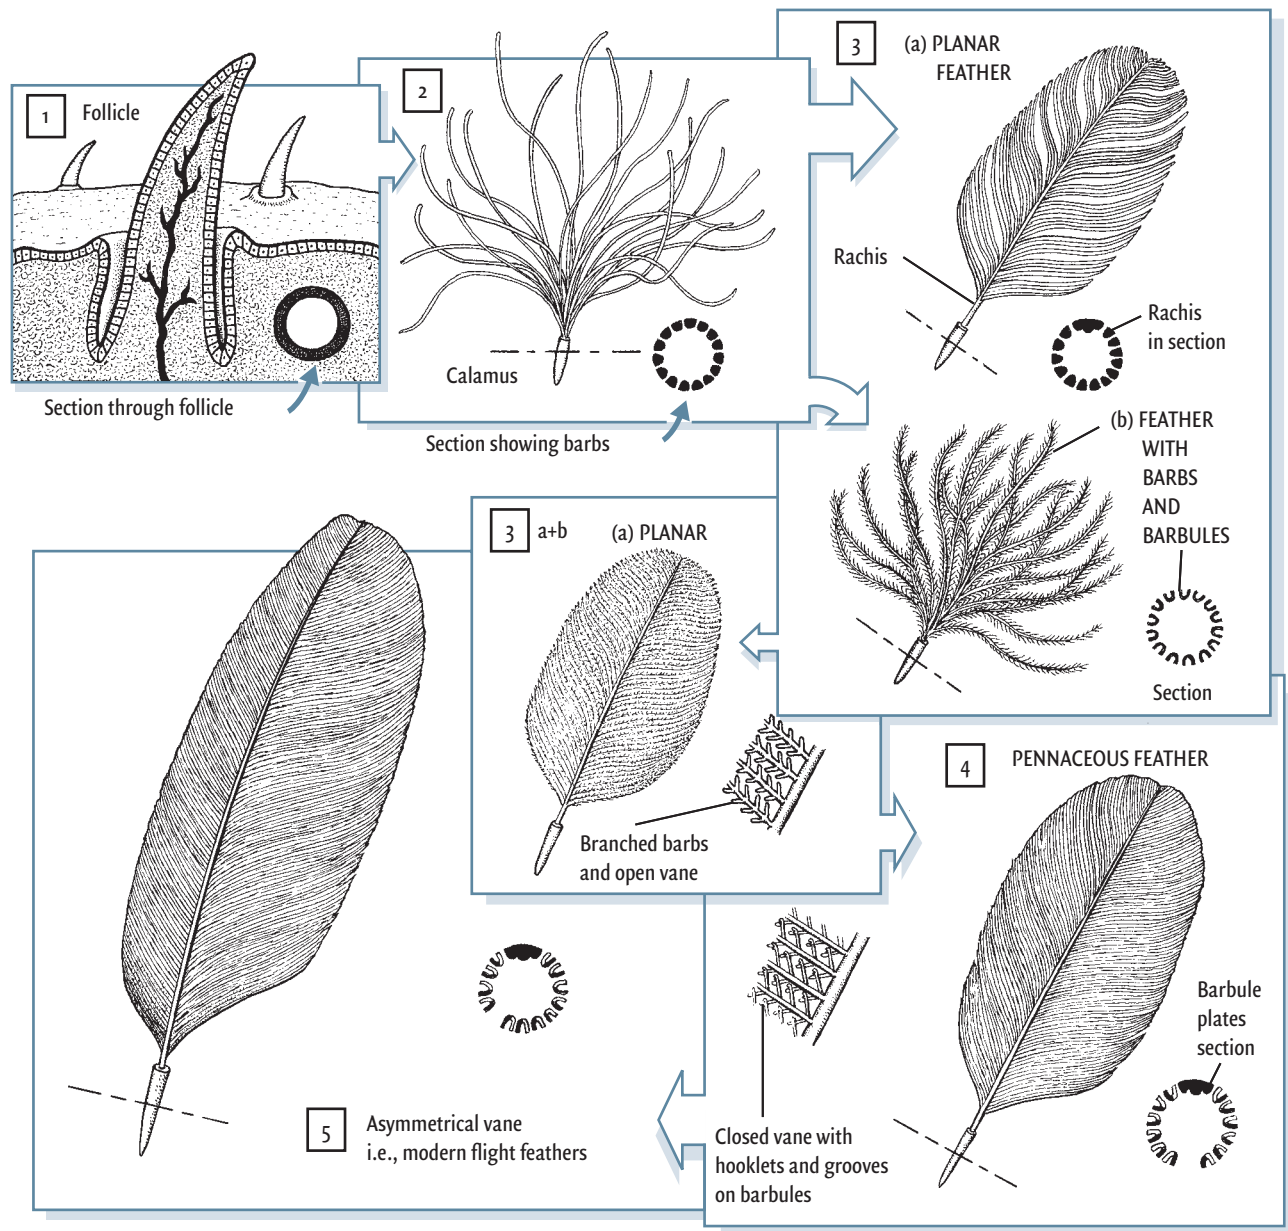 1
Follicle
Section through follicle
2
Calamus
Section showing barbs
3
(a) PLANAR
FEATHER
Rachis
Rachis
in section
(b) FEATHER
WITH
BARBS
AND
BARBULES
Section
3
a+b
(a) PLANAR
Branched barbs
and open vane
4
PENNACEOUS FEATHER
Barbule
plates
section
Closed vane with
hooklets and grooves
on barbules
5
Asymmetrical vane
i.e., modern flight feathers